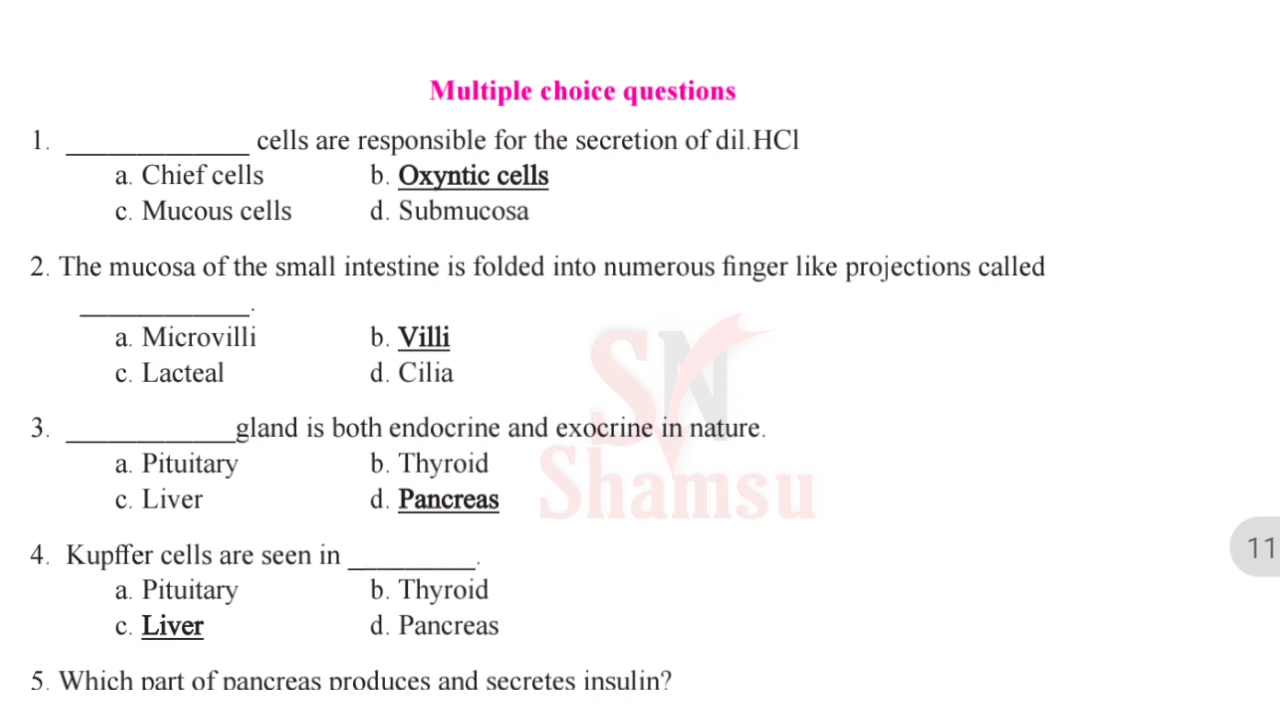 Multiple choice questions
1. _____________ cells are responsible for the secretion of dil.HCl
a. Chief cells b. Oxyntic cells
c. Mucous cells d. Submucosa
2. The mucosa of the small intestine is folded into numerous finger like projections called
____________.
a. Microvilli b. Villi
c. Lacteal d. Cilia
3. ____________gland is both endocrine and exocrine in nature.
a. Pituitary b. Thyroid
c. Liver d. Pancreas
4. Kupffer cells are seen in _________.
a. Pituitary b. Thyroid
c. Liver d. Pancreas
5. Which part of pancreas produces and secretes insulin?
SN
Shamsu
11